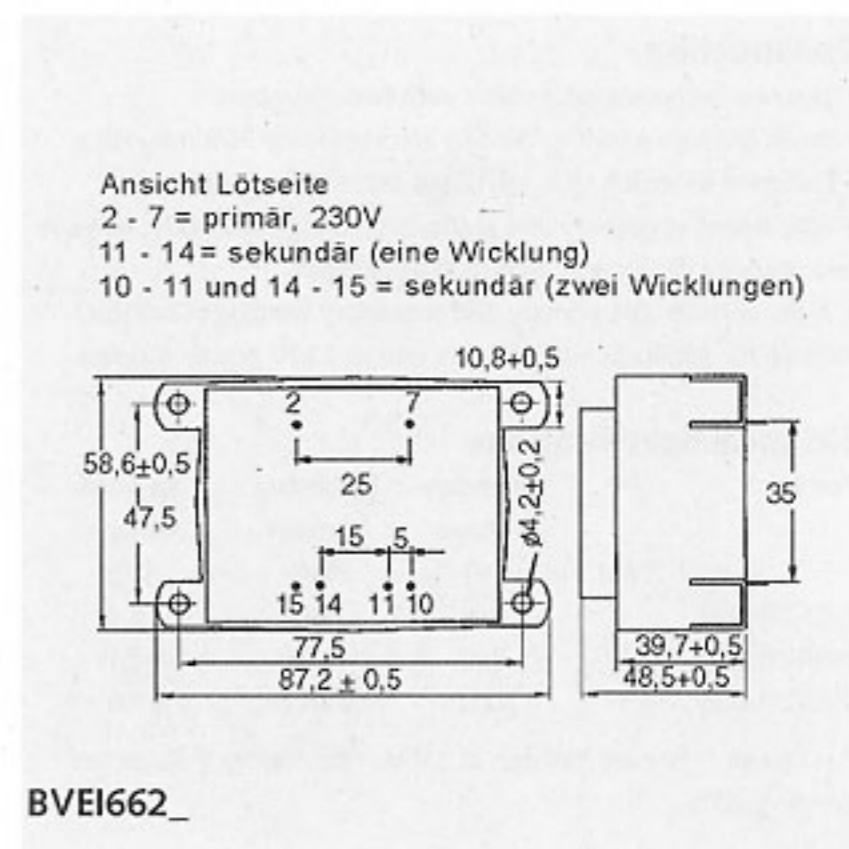 Ansicht Lötseite
2 - 7 = primär, 230V
11 - 14= sekundär (eine Wicklung)
10 - 11 und 14 - 15 = sekundär (zwei Wicklungen)
10,8+0,5
2
7
58,6±0,5
25
47,5
ø4,2±0,2
35
15
5
15
14
11
10
77,5
39,7+0,5
87,2 ± 0,5
48,5+0,5
BVEI662_